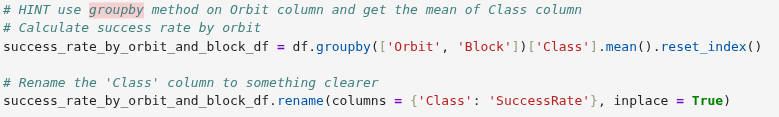 # HINT use groupby method on Orbit column and get the mean of Class column
# Calculate success rate by orbit
success_rate_by_orbit_and_block_df = df.groupby(['Orbit', 'Block'])['Class'].mean().reset_index()
# Rename the 'Class' column to something clearer
success_rate_by_orbit_and_block_df.rename(columns = {'Class': 'SuccessRate'}, inplace = True)